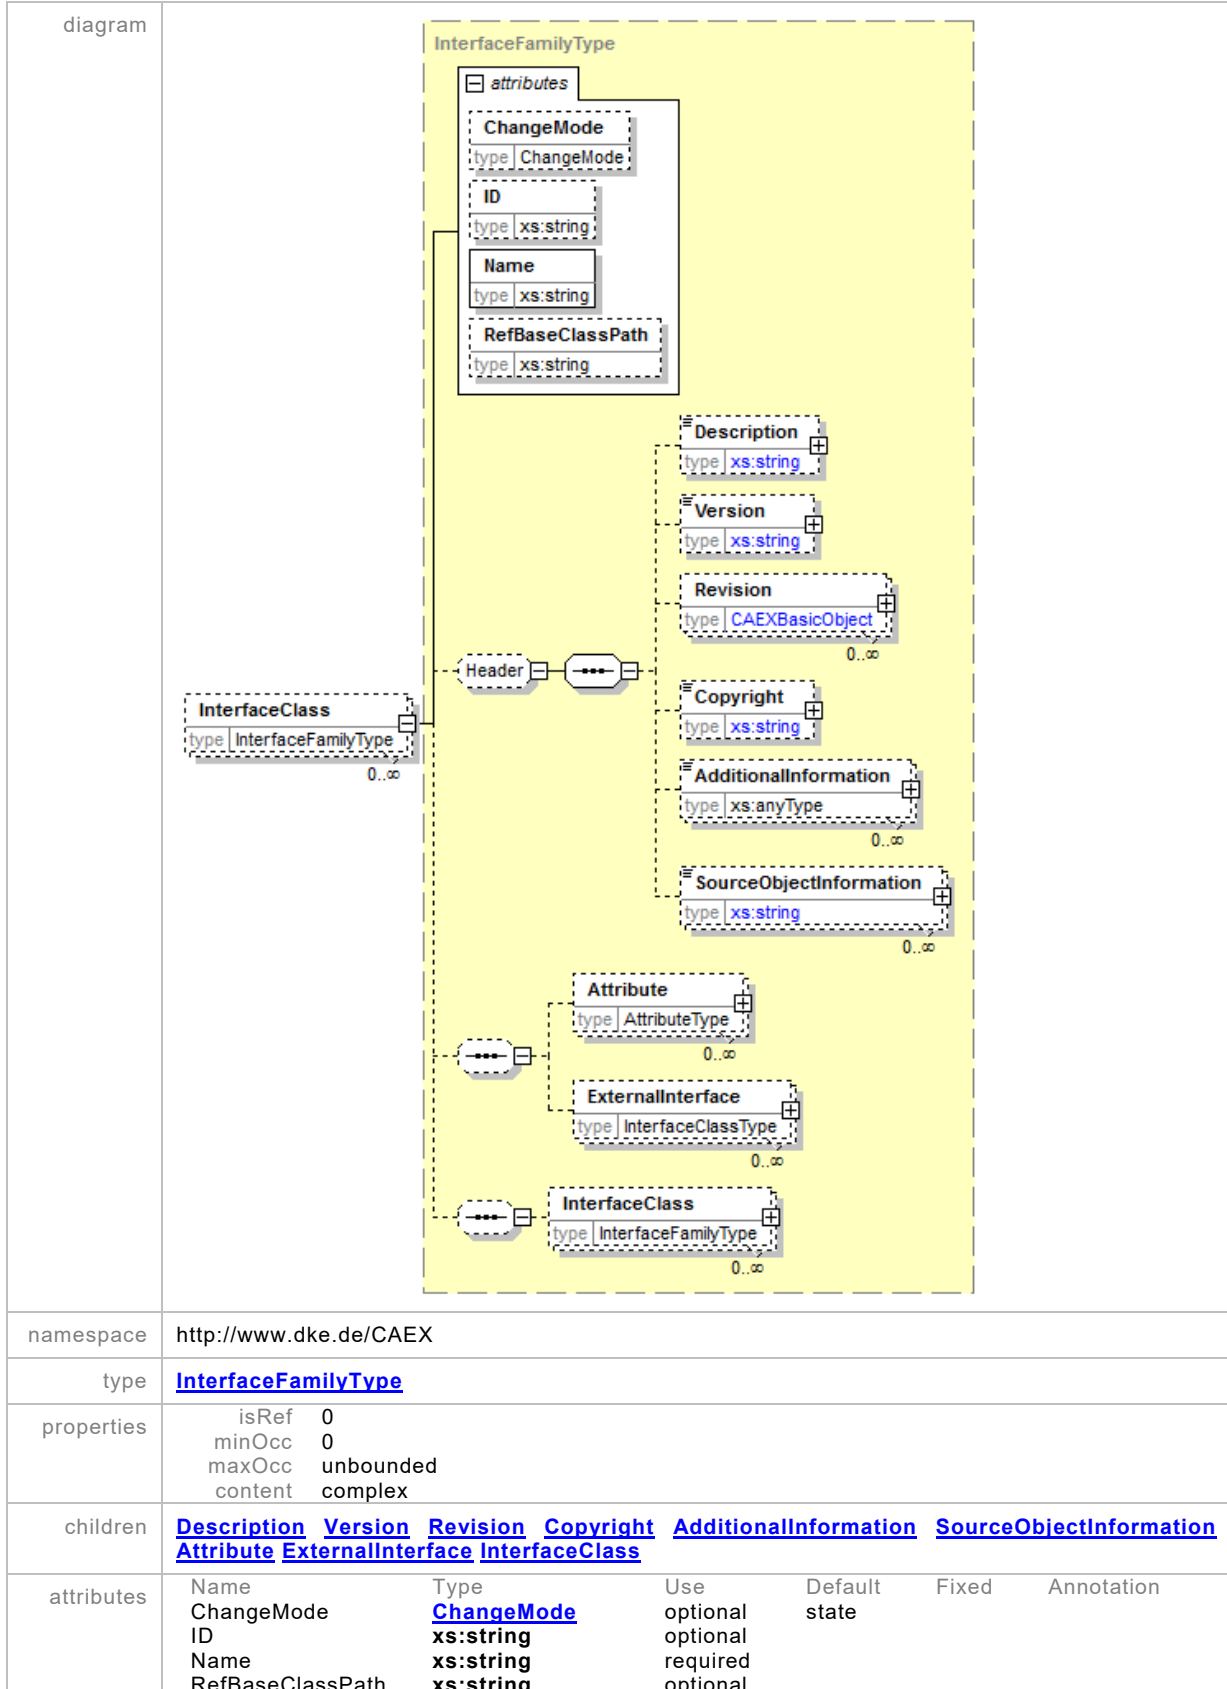 diagram
InterfaceFamilyType
attributes
ChangeMode
type ChangeMode
ID
type xs:string
Name
type xs:string
RefBaseClassPath
type xs:string
Description
type xs:string
Version
type xs:string
Revision
type CAEXBasicObject
0..∞
Header
Copyright
type xs:string
InterfaceClass
type InterfaceFamilyType
0..∞
AdditionalInformation
type xs:anyType
0..∞
SourceObjectInformation
type xs:string
0..∞
Attribute
type AttributeType
0..∞
ExternalInterface
type InterfaceClassType
0..∞
InterfaceClass
type InterfaceFamilyType
0..∞
namespace http://www.dke.de/CAEX
type InterfaceFamilyType
properties isRef 0
minOcc 0
maxOcc unbounded
content complex
children Description Version Revision Copyright AdditionalInformation SourceObjectInformation
Attribute ExternalInterface InterfaceClass
attributes Name Type Use Default Fixed Annotation
ChangeMode ChangeMode optional state
ID xs:string optional
Name xs:string required
RefBaseClassPath xs:string optional